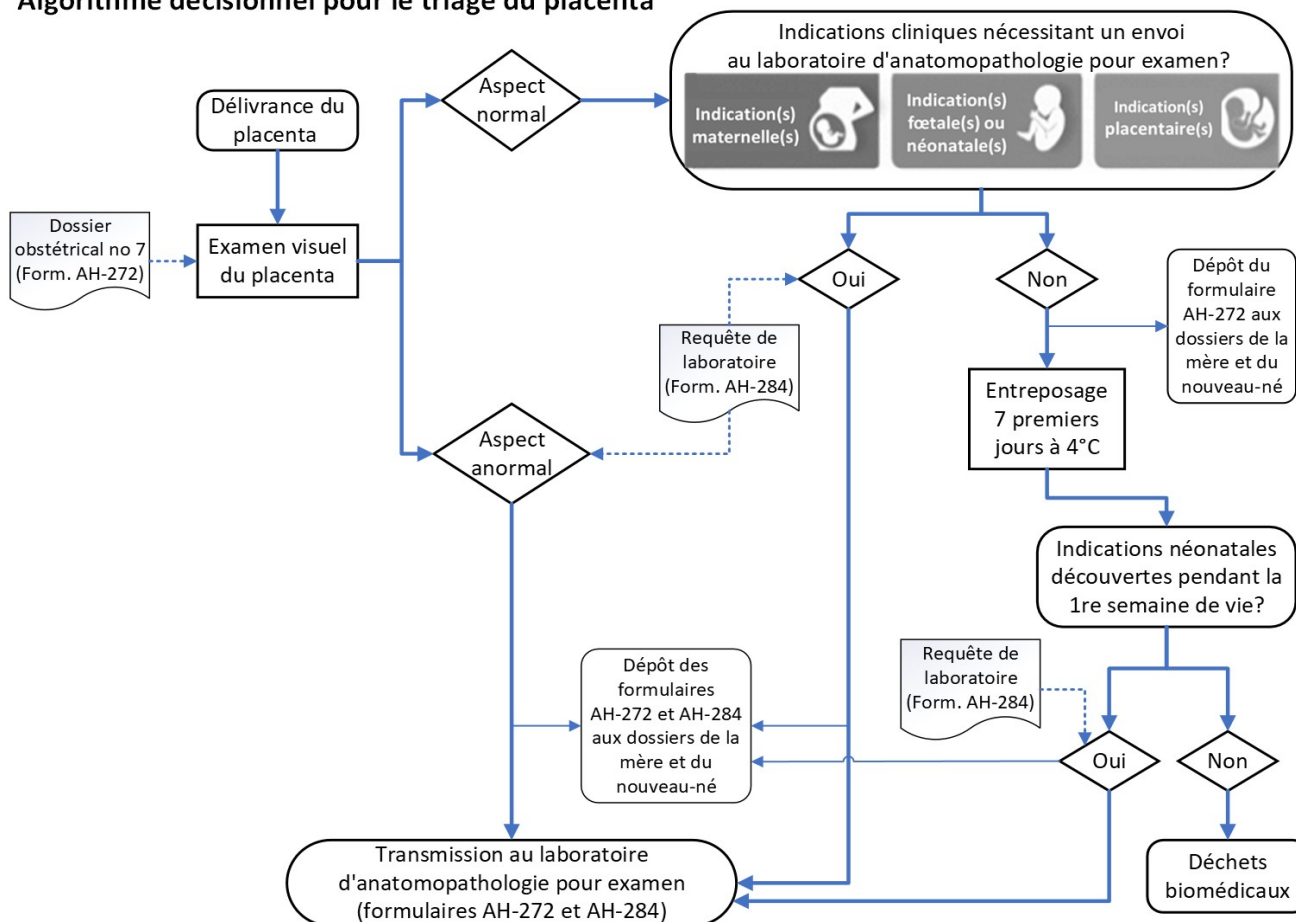 Algorithme décisionnel pour le triage du placenta
Délivrance du
placenta
Dossier
obstétrical no 7
(Form. AH-272)
Examen visuel
du placenta
Aspect
normal
Indications cliniques nécessitant un envoi
au laboratoire d'anatomopathologie pour examen?
Indication(s)
maternelle(s)
Indication(s)
fœtale(s) ou
néonatale(s)
Indication(s)
placentaire(s)
Oui
Non
Dépôt du
formulaire
AH-272 aux
dossiers de la
mère et du
nouveau-né
Requête de
laboratoire
(Form. AH-284)
Entreposage
7 premiers
jours à 4°C
Aspect
anormal
Indications néonatales
découvertes pendant la
1re semaine de vie?
Requête de
laboratoire
(Form. AH-284)
Dépôt des
formulaires
AH-272 et AH-284
aux dossiers de la
mère et du
nouveau-né
Oui
Non
Transmission au laboratoire
d'anatomopathologie pour examen
(formulaires AH-272 et AH-284)
Déchets
biomédicaux